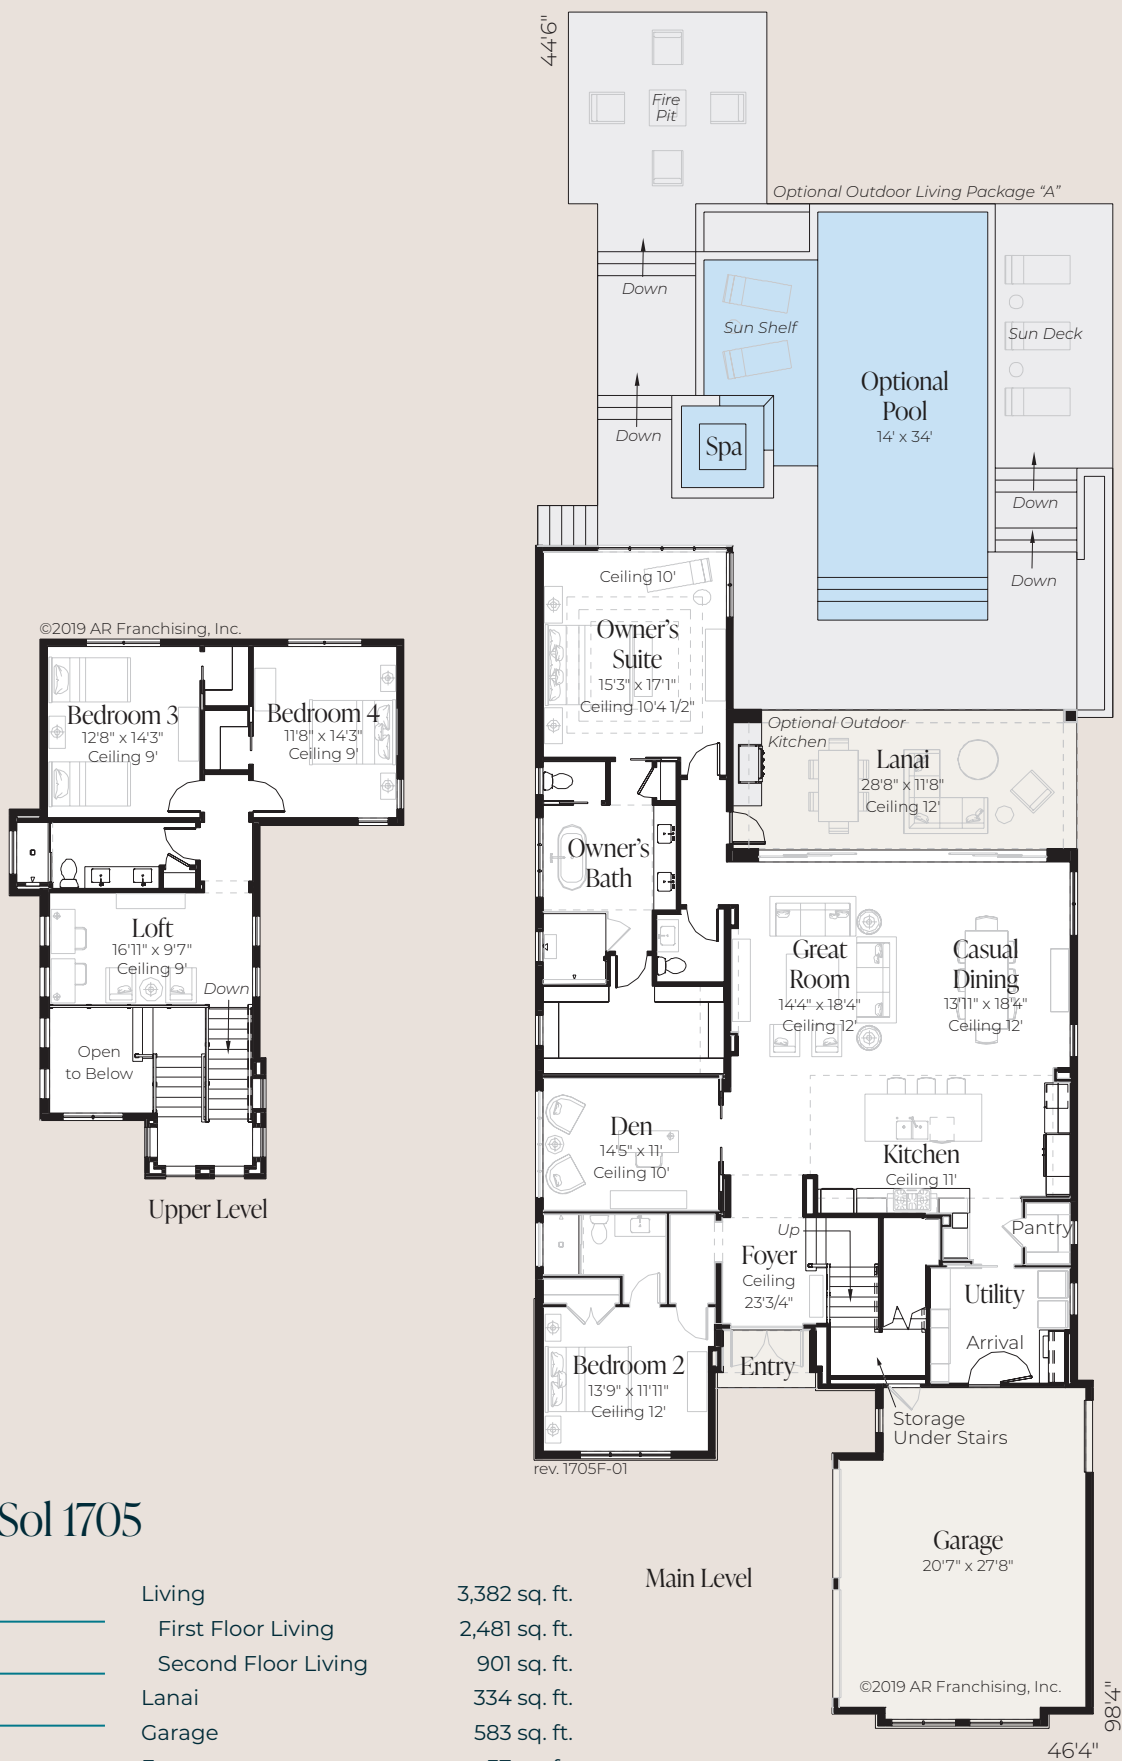 44'6"
Fire
Pit
Optional Outdoor Living Package “A”
Down
Sun Shelf
Sun Deck
Optional
Pool
14' x 34'
Down
Spa
Down
Down
Ceiling 10'
Owner's
Suite
15'3" x 17'1"
Ceiling 10'4 1/2"
©2019 AR Franchising, Inc.
Bedroom 3
12'8" x 14'3"
Ceiling 9'
Bedroom 4
11'8" x 14'3"
Ceiling 9'
Optional Outdoor
Kitchen
Lanai
28'8" x 11'8"
Ceiling 12'
Owner's
Bath
Loft
16'11" x 9'7"
Ceiling 9'
Down
Open
to Below
Upper Level
Great
Room
14'4" x 18'4"
Ceiling 12'
Casual
Dining
13'11" x 18'4"
Ceiling 12'
Den
14'5" x 11'
Ceiling 10'
Kitchen
Ceiling 11'
Pantry
Up
Foyer
Ceiling
23'3/4"
Utility
Arrival
Entry
Bedroom 2
13'9" x 11'11"
Ceiling 12'
Storage
Under Stairs
rev. 1705F-01
Garage
20'7" x 27'8"
©2019 AR Franchising, Inc.
98'4"
46'4"
Main Level
Sol 1705
Living 3,382 sq. ft.
First Floor Living 2,481 sq. ft.
Second Floor Living 901 sq. ft.
Lanai 334 sq. ft.
Garage 583 sq. ft.